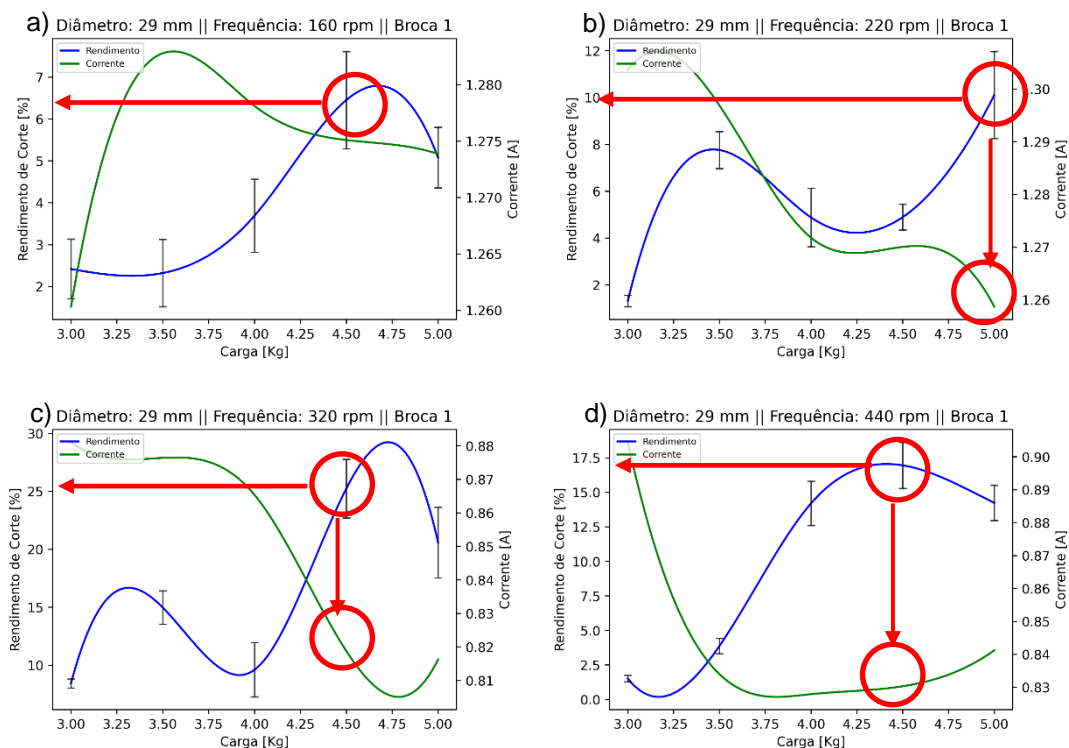 a) Diâmetro: 29 mm || Frequência: 160 rpm || Broca 1
Rendimento
Corrente
Rendimento de Corte [%]
7
6
5
4
3
2
Corrente [A]
1.280
1.275
1.270
1.265
1.260
3.00 3.25 3.50 3.75 4.00 4.25 4.50 4.75 5.00
Carga [Kg]
b) Diâmetro: 29 mm || Frequência: 220 rpm || Broca 1
Rendimento
Corrente
Rendimento de Corte [%]
12
10
8
6
4
2
Corrente [A]
.30
1.29
1.28
1.27
1.26
3.00 3.25 3.50 3.75 4.00 4.25 4.50 4.75 5.00
Carga [Kg]
c) Diâmetro: 29 mm || Frequência: 320 rpm || Broca 1
Rendimento
Corrente
Rendimento de Corte [%]
30
25
20
15
10
Corrente [A]
0.88
0.87
0.86
0.85
0.84
0.83
0.82
0.81
3.00 3.25 3.50 3.75 4.00 4.25 4.50 4.75 5.00
Carga [Kg]
d) Diâmetro: 29 mm || Frequência: 440 rpm || Broca 1
Rendimento
Corrente
Rendimento de Corte [%]
17.5
15.0
12.5
10.0
7.5
5.0
2.5
0.0
Corrente [A]
0.90
0.89
0.88
0.87
0.86
0.85
0.84
0.83
3.00 3.25 3.50 3.75 4.00 4.25 4.50 4.75 5.00
Carga [Kg]